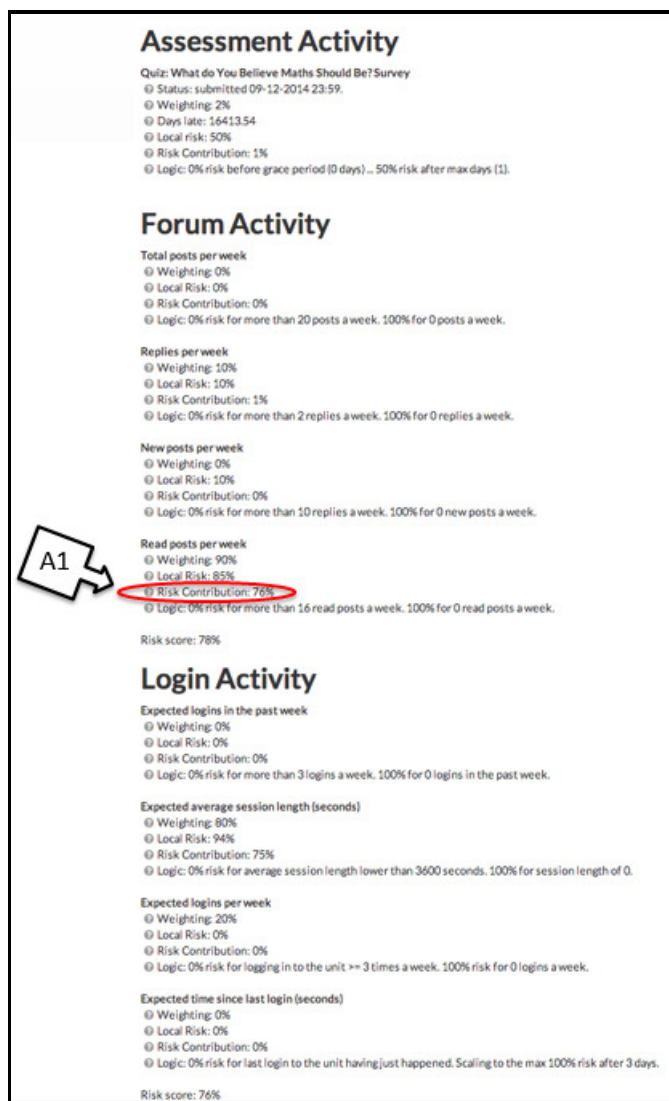 Assessment Activity
Quiz: What do You Believe Maths Should Be? Survey
Status: submitted 09-12-2014 23:59.
Weighting: 2%
Days late: 16413.54
Local risk: 50%
Risk Contribution: 1%
Logic: 0% risk before grace period (0 days) ... 50% risk after max days (1).
Forum Activity
Total posts per week
Weighting: 0%
Local Risk: 0%
Risk Contribution: 0%
Logic: 0% risk for more than 20 posts a week. 100% for 0 posts a week.
Replies per week
Weighting: 10%
Local Risk: 10%
Risk Contribution: 1%
Logic: 0% risk for more than 2 replies a week. 100% for 0 replies a week.
New posts per week
Weighting: 0%
Local Risk: 10%
Risk Contribution: 0%
Logic: 0% risk for more than 10 replies a week. 100% for 0 new posts a week.
Read posts per week
Weighting: 90%
Local Risk: 85%
A1
Risk Contribution: 76%
Logic: 0% risk for more than 16 read posts a week. 100% for 0 read posts a week.
Risk score: 78%
Login Activity
Expected logins in the past week
Weighting: 0%
Local Risk: 0%
Risk Contribution: 0%
Logic: 0% risk for more than 3 logins a week. 100% for 0 logins in the past week.
Expected average session length (seconds)
Weighting: 80%
Local Risk: 94%
Risk Contribution: 75%
Logic: 0% risk for average session length lower than 3600 seconds. 100% for session length of 0.
Expected logins per week
Weighting: 20%
Local Risk: 0%
Risk Contribution: 0%
Logic: 0% risk for logging in to the unit >= 3 times a week. 100% risk for 0 logins a week.
Expected time since last login (seconds)
Weighting: 0%
Local Risk: 0%
Risk Contribution: 0%
Logic: 0% risk for last login to the unit having just happened. Scaling to the max 100% risk after 3 days.
Risk score: 76%